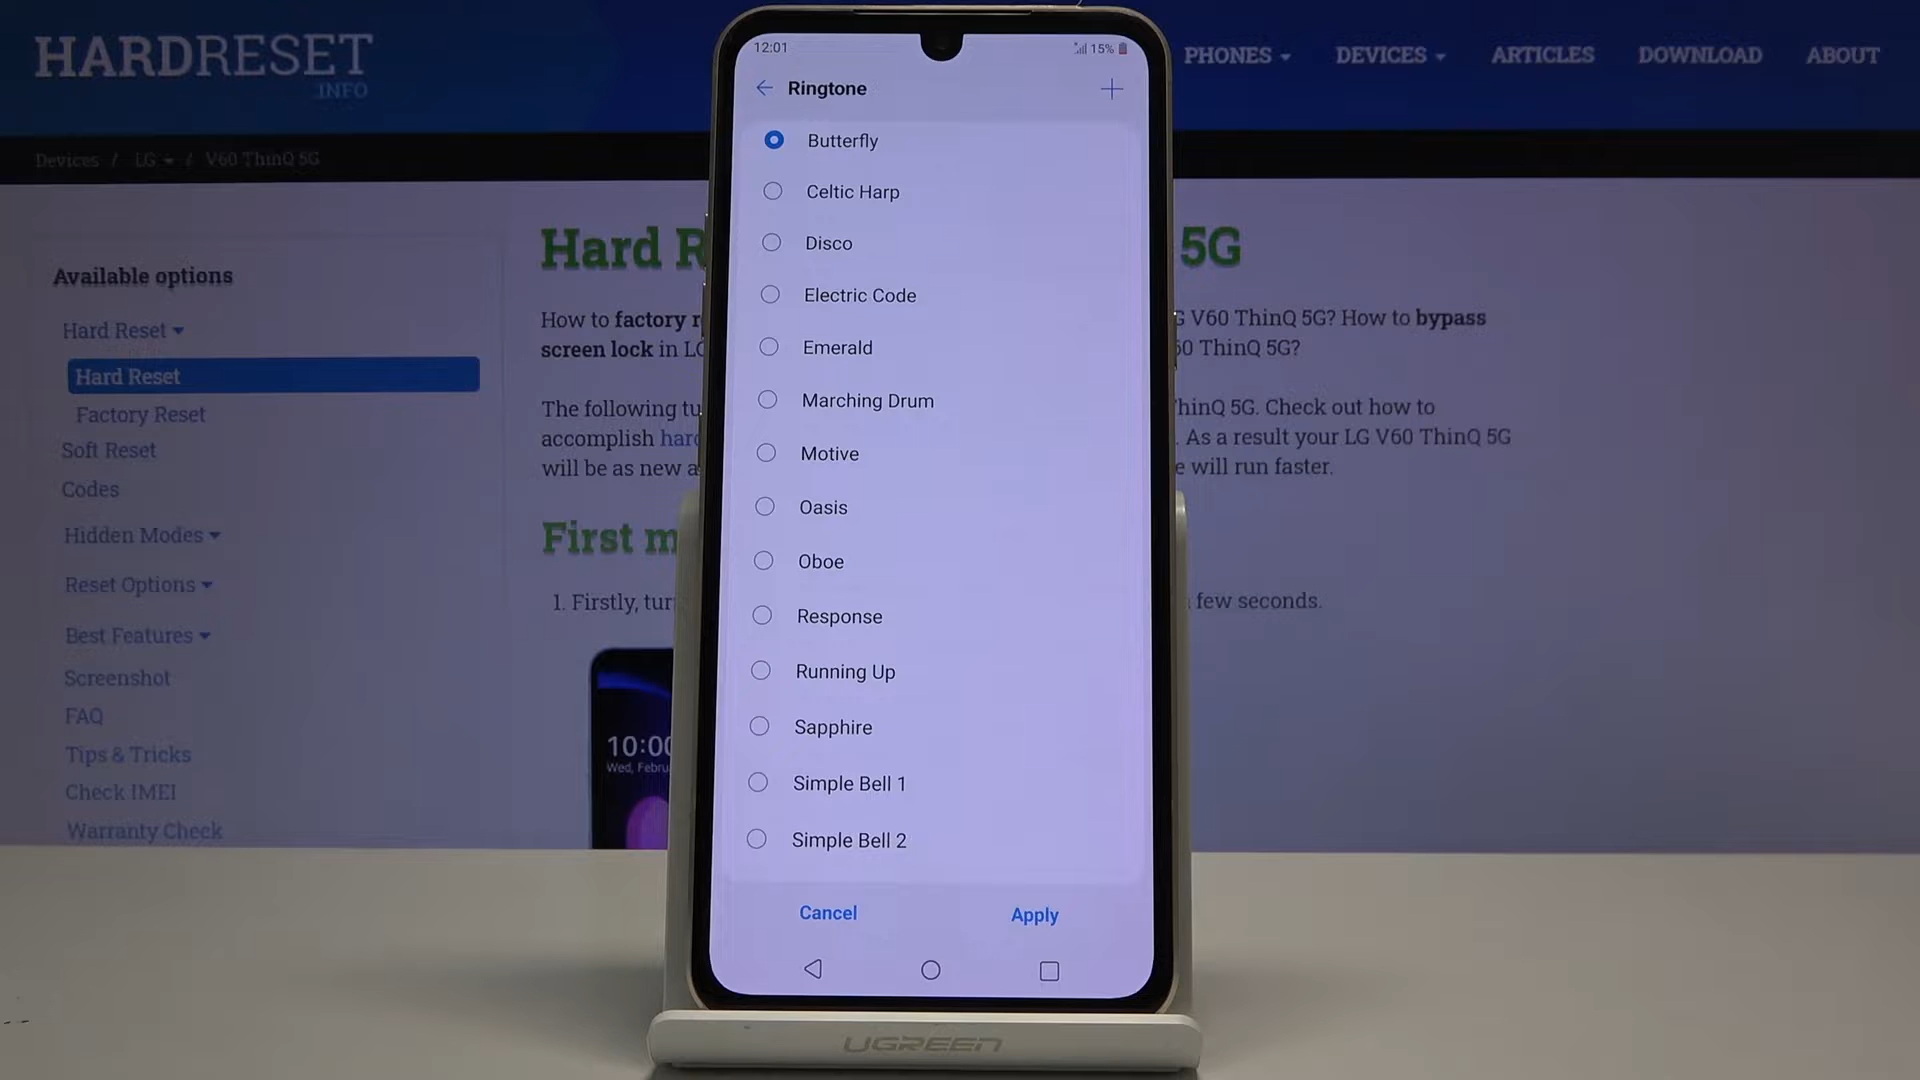 HARDRESET
.INFO
PHONES DEVICES ARTICLES DOWNLOAD ABOUT
Devices / LG / V60 ThinQ 5G
Available options
Hard Reset
Hard Reset
Factory Reset
Soft Reset
Codes
Hidden Modes
Reset Options
Best Features
Screenshot
FAQ
Tips & Tricks
Check IMEI
Warranty Check
Hard R 5G
How to factory r G V60 ThinQ 5G? How to bypass
screen lock in LG 60 ThinQ 5G?
The following tu hinQ 5G. Check out how to
accomplish hard . As a result your LG V60 ThinQ 5G
will be as new a e will run faster.
First m
1. Firstly, tur few seconds.
10:00
Wed, Febru
12:01 15%
Ringtone
Butterfly
Celtic Harp
Disco
Electric Code
Emerald
Marching Drum
Motive
Oasis
Oboe
Response
Running Up
Sapphire
Simple Bell 1
Simple Bell 2
Cancel Apply
UGREEN